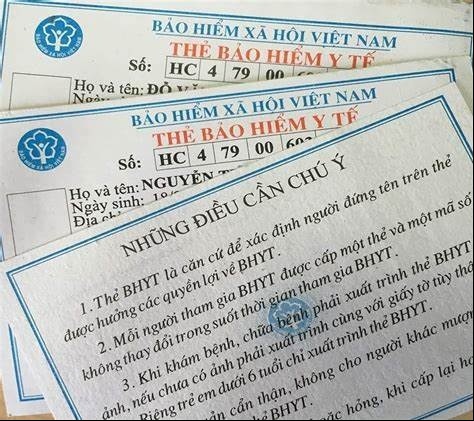 BẢO HIỂM XÃ HỘI VIỆT NAM
THẺ BẢO HIỂM Y TẾ
Số: HC 4 79 00
Họ và tên: ĐỖ
BẢO HIỂM XÃ HỘI VIỆT NAM
THẺ BẢO HIỂM Y TẾ
Số: HC 4 79 00
Họ và tên: NGUYỄN
Ngày sinh:
Địa
NHỮNG ĐIỀU CẦN CHÚ Ý
1. Thẻ BHYT là căn cứ để xác định người đứng tên trên thẻ
được hưởng các quyền lợi về BHYT.
2. Mỗi người tham gia BHYT được cấp một thẻ và một mã số
không thay đổi trong suốt thời gian tham gia BHYT.
3. Khi khám bệnh, chữa bệnh phải xuất trình thẻ BHYT
ảnh, nếu chưa có ảnh phải xuất trình cùng với giấy tờ tùy thân
Riêng trẻ em dưới 6 tuổi chỉ xuất trình thẻ BHYT.
quản cẩn thận, không cho người khác mượn
thẻ BHYT.
hoặc hỏng, khi cấp lại